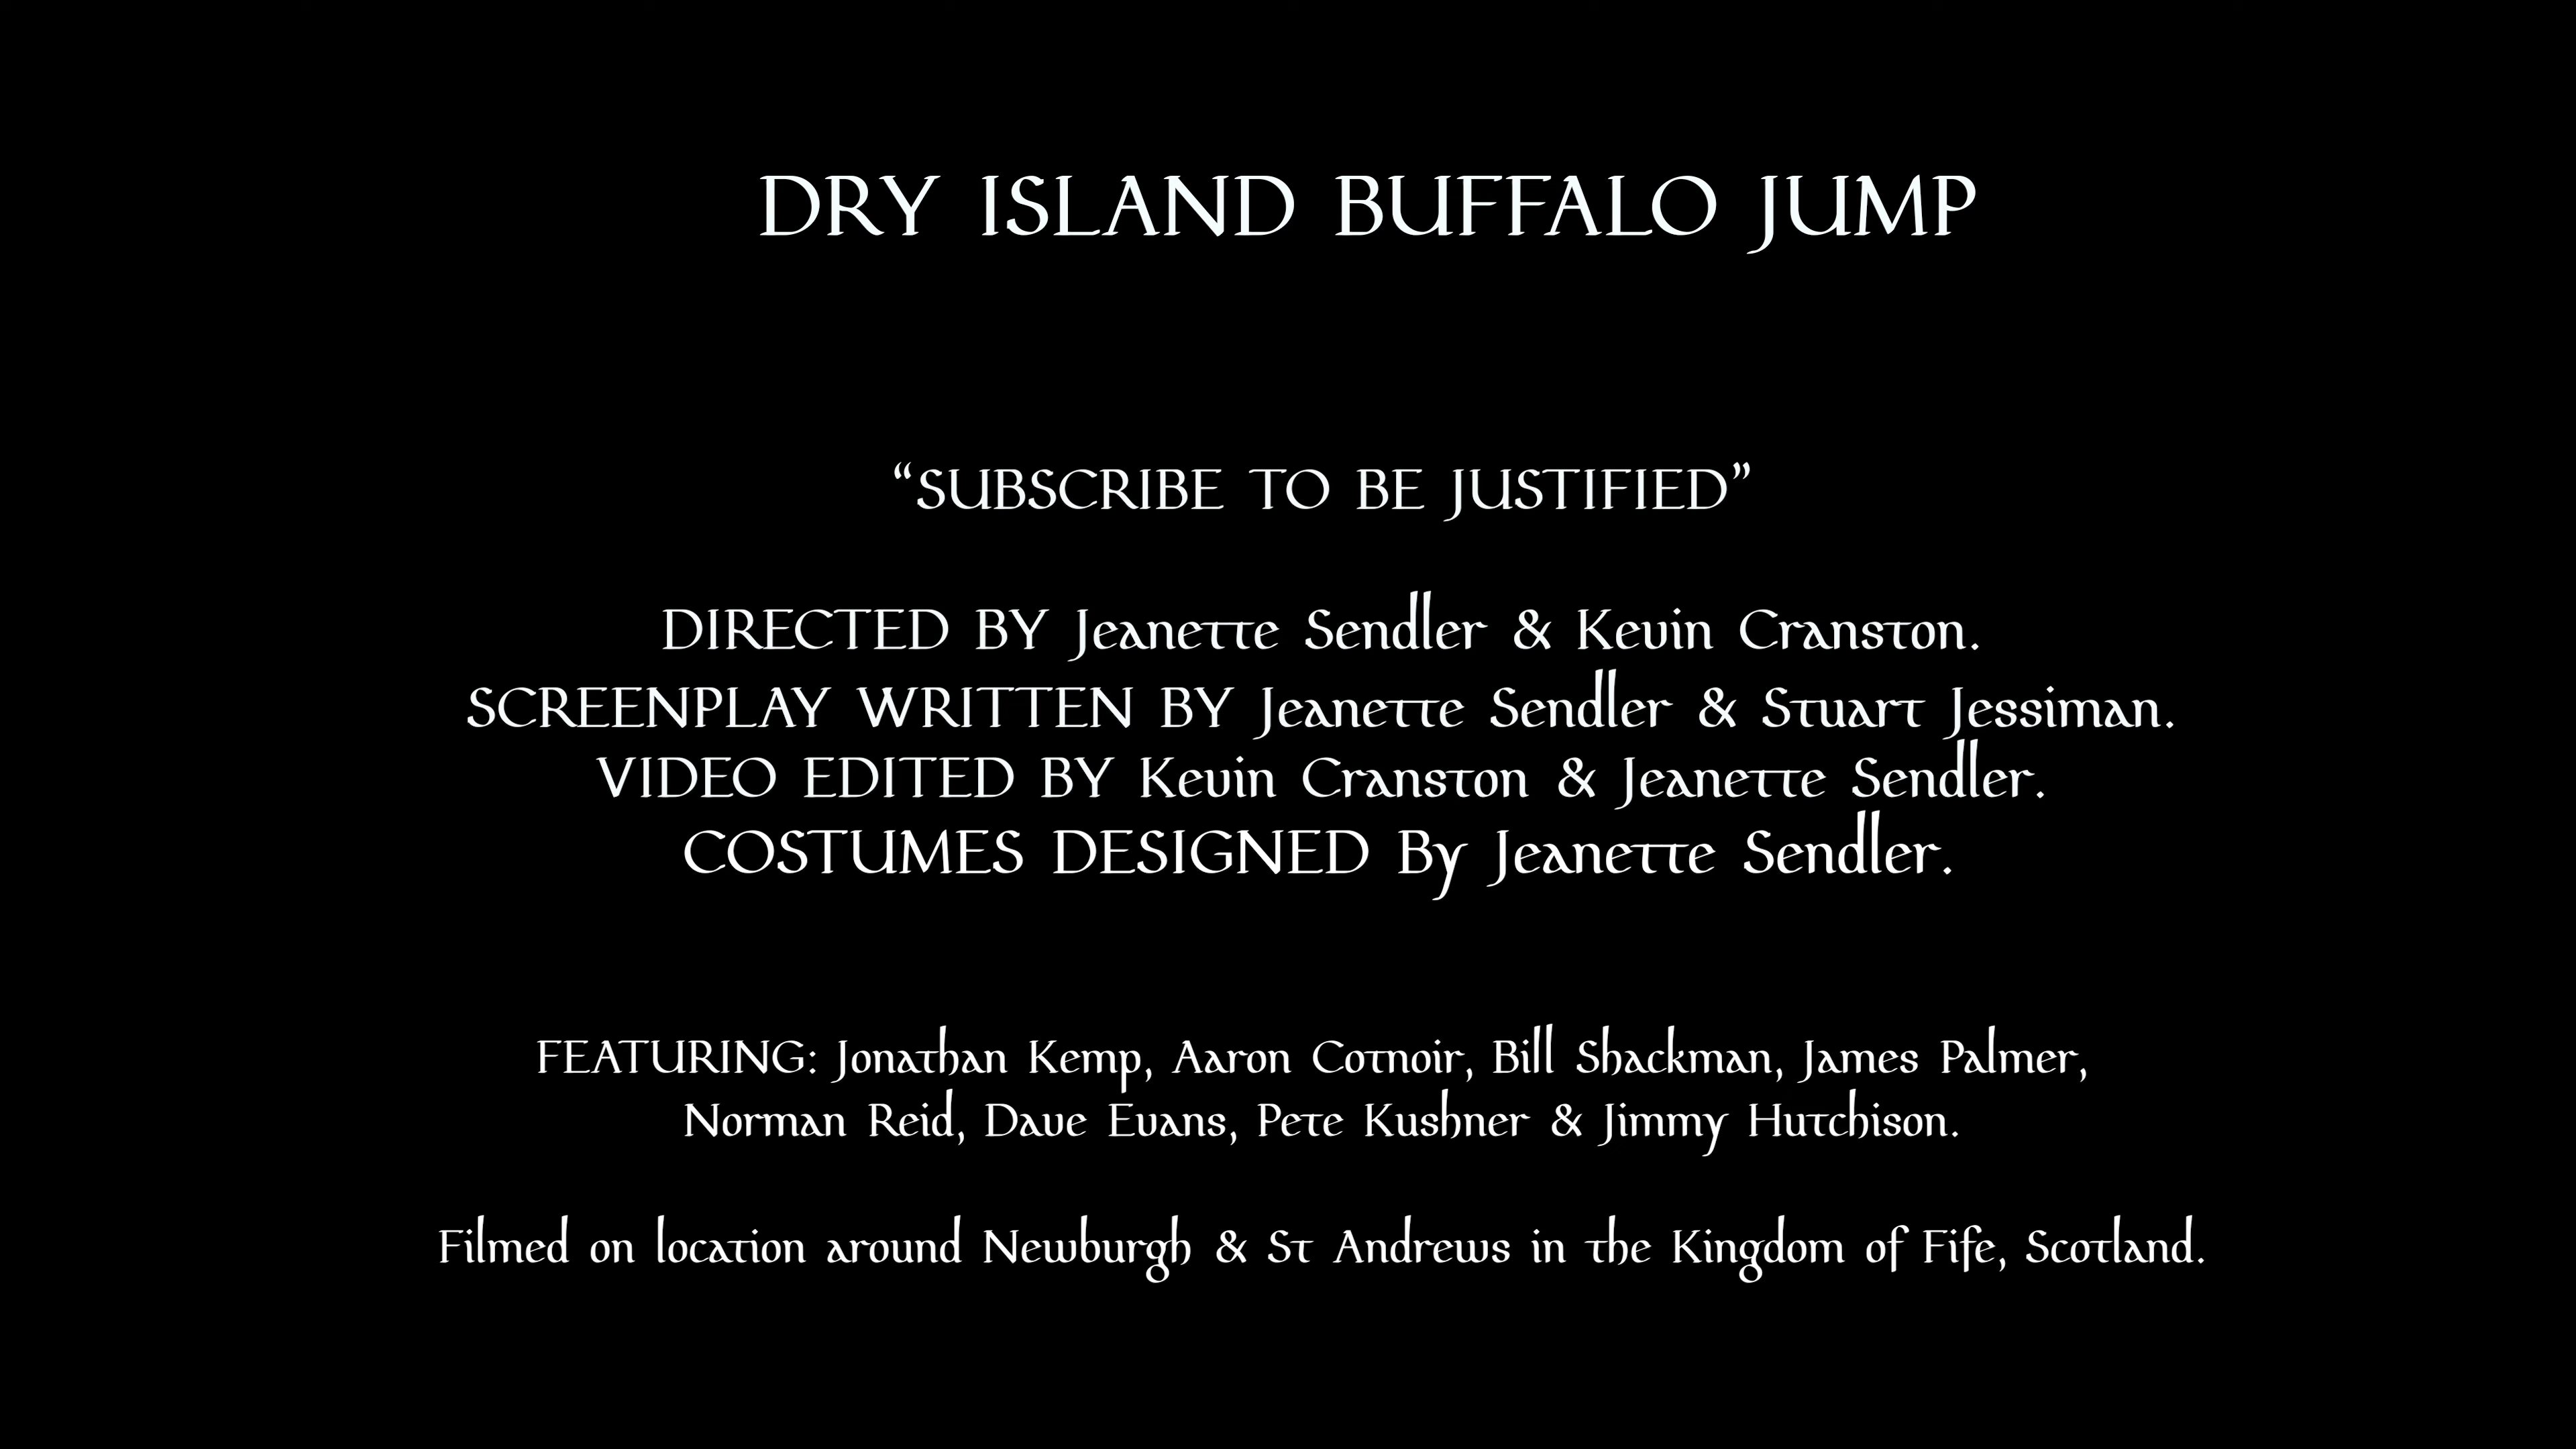 DRY ISLAND BUFFALO JUMP
“SUBSCRIBE TO BE JUSTIFIED”
DIRECTED BY Jeanette Sendler & Kevin Cranston.
SCREENPLAY WRITTEN BY Jeanette Sendler & Stuart Jessiman.
VIDEO EDITED BY Kevin Cranston & Jeanette Sendler.
COSTUMES DESIGNED By Jeanette Sendler.
FEATURING: Jonathan Kemp, Aaron Cotnoir, Bill Shackman, James Palmer,
Norman Reid, Dave Evans, Pete Kushner & Jimmy Hutchison.
Filmed on location around Newburgh & St Andrews in the Kingdom of Fife, Scotland.